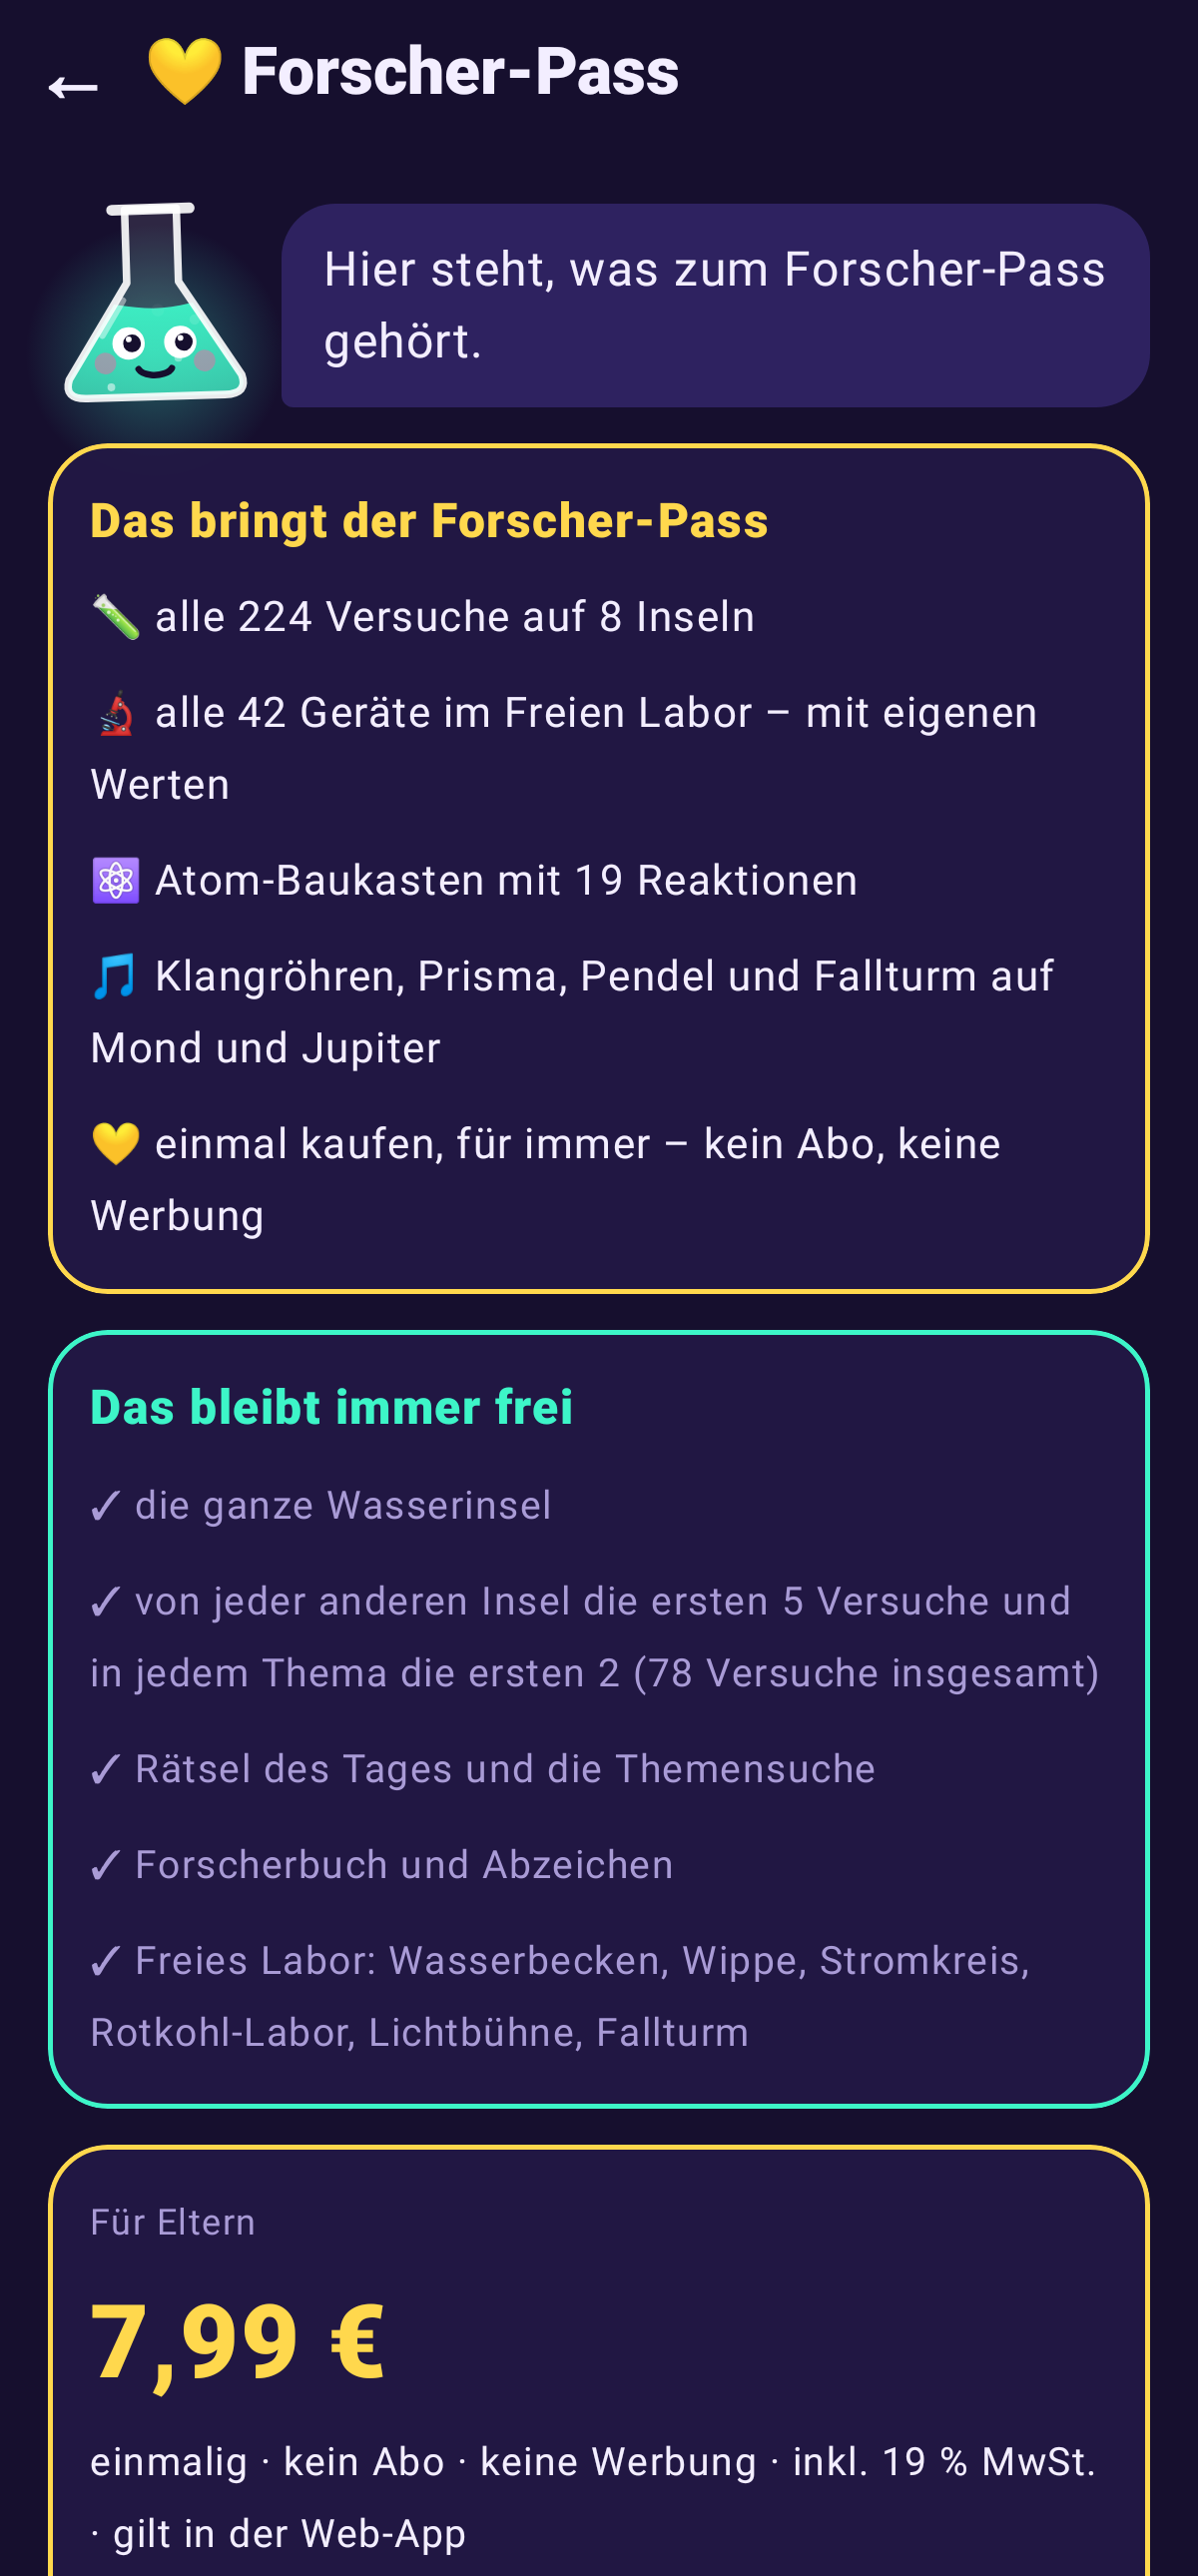 ← 💛 Forscher-Pass
Hier steht, was zum Forscher-Pass
gehört.
Das bringt der Forscher-Pass
🧪 alle 224 Versuche auf 8 Inseln
🔬 alle 42 Geräte im Freien Labor – mit eigenen
Werten
⚛️ Atom-Baukasten mit 19 Reaktionen
🎵 Klangröhren, Prisma, Pendel und Fallturm auf
Mond und Jupiter
💛 einmal kaufen, für immer – kein Abo, keine
Werbung
Das bleibt immer frei
✓ die ganze Wasserinsel
✓ von jeder anderen Insel die ersten 5 Versuche und
in jedem Thema die ersten 2 (78 Versuche insgesamt)
✓ Rätsel des Tages und die Themensuche
✓ Forscherbuch und Abzeichen
✓ Freies Labor: Wasserbecken, Wippe, Stromkreis,
Rotkohl-Labor, Lichtbühne, Fallturm
Für Eltern
7,99 €
einmalig · kein Abo · keine Werbung · inkl. 19 % MwSt.
· gilt in der Web-App